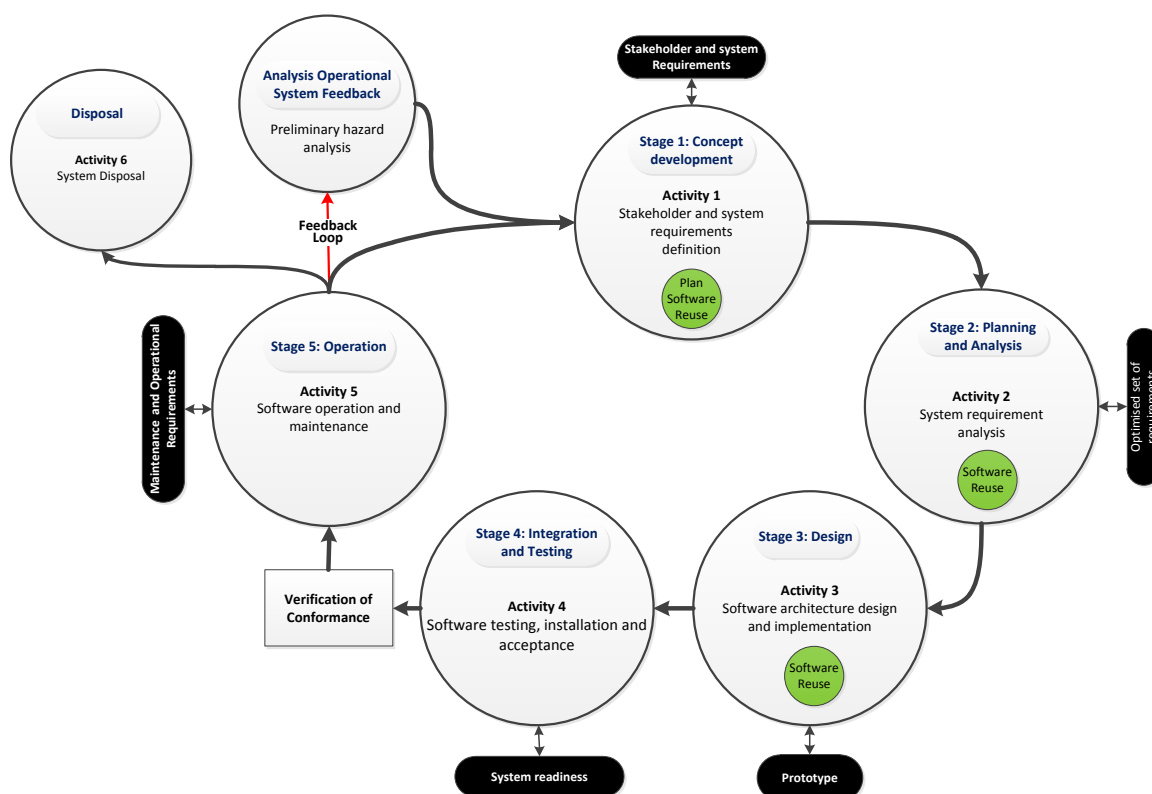 Stakeholder and system
Requirements
Analysis Operational
System Feedback
Preliminary hazard
analysis
Disposal
Activity 6
System Disposal
Stage 1: Concept
development
Activity 1
Stakeholder and system
requirements
definition
Plan
Software
Reuse
Feedback
Loop
Stage 2: Planning
and Analysis
Activity 2
System requirement
analysis
Software
Reuse
Optimised set of
requirements
Stage 5: Operation
Activity 5
Software operation and
maintenance
Maintenance and Operational
Requirements
Stage 4: Integration
and Testing
Activity 4
Software testing, installation and
acceptance
Stage 3: Design
Activity 3
Software architecture design
and implementation
Software
Reuse
Verification of
Conformance
System readiness
Prototype